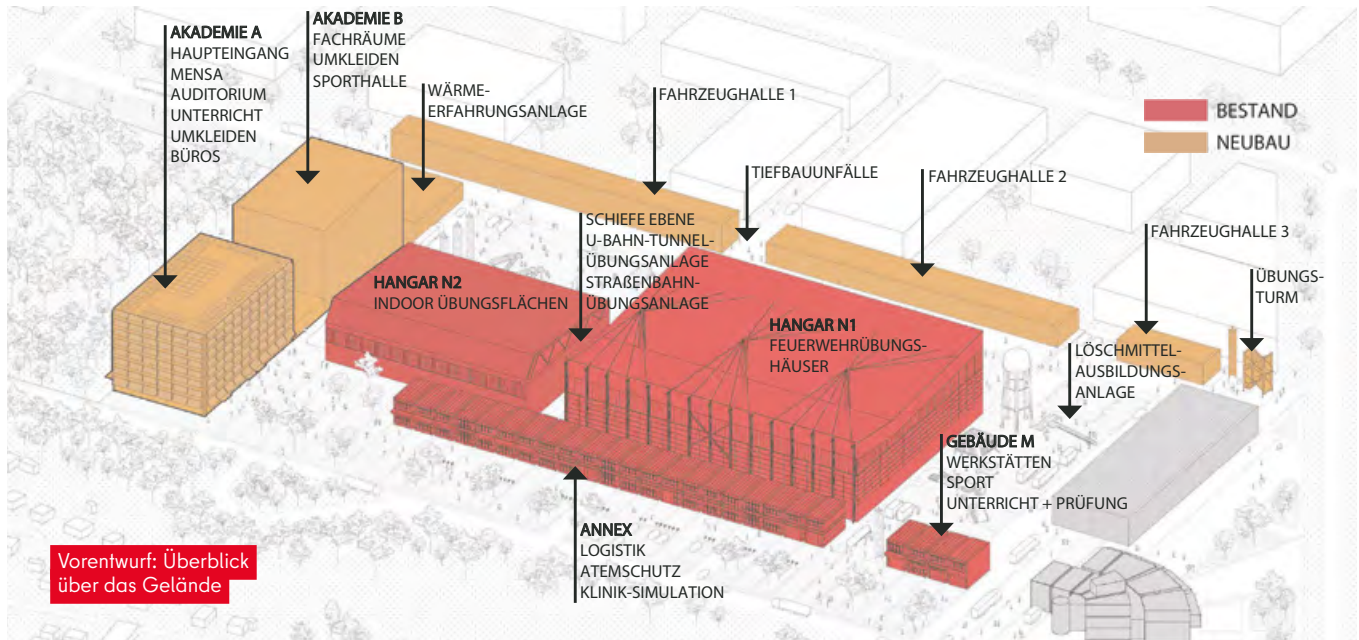 AKADEMIE A
HAUPTEINGANG
MENSA
AUDITORIUM
UNTERRICHT
UMKLEIDEN
BÜROS
AKADEMIE B
FACHRÄUME
UMKLEIDEN
SPORTHALLE
WÄRME-
ERFAHRUNGSANLAGE
FAHRZEUGHALLE 1
TIEFBAUUNFÄLLE
FAHRZEUGHALLE 2
BESTAND
NEUBAU
FAHRZEUGHALLE 3
ÜBUNGS-
TURM
SCHIEFE EBENE
U-BAHN-TUNNEL-
ÜBUNGSANLAGE
STRAßENBAHN-
ÜBUNGSANLAGE
HANGAR N2
INDOOR ÜBUNGSFLÄCHEN
HANGAR N1
FEUERWEHRÜBUNGS-
HÄUSER
LÖSCHMITTEL-
AUSBILDUNGS-
ANLAGE
GEBÄUDE M
WERKSTÄTTEN
SPORT
UNTERRICHT + PRÜFUNG
ANNEX
LOGISTIK
ATEMSCHUTZ
KLINIK-SIMULATION
Vorentwurf: Überblick
über das Gelände